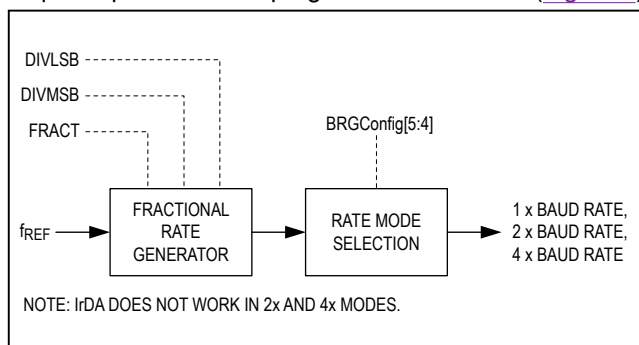 DIVLSB
DIVMSB
FRACT
BRGConfig[5:4]
fREF
FRACTIONAL
RATE
GENERATOR
RATE MODE
SELECTION
1 x BAUD RATE,
2 x BAUD RATE,
4 x BAUD RATE
NOTE: IrDA DOES NOT WORK IN 2x AND 4x MODES.